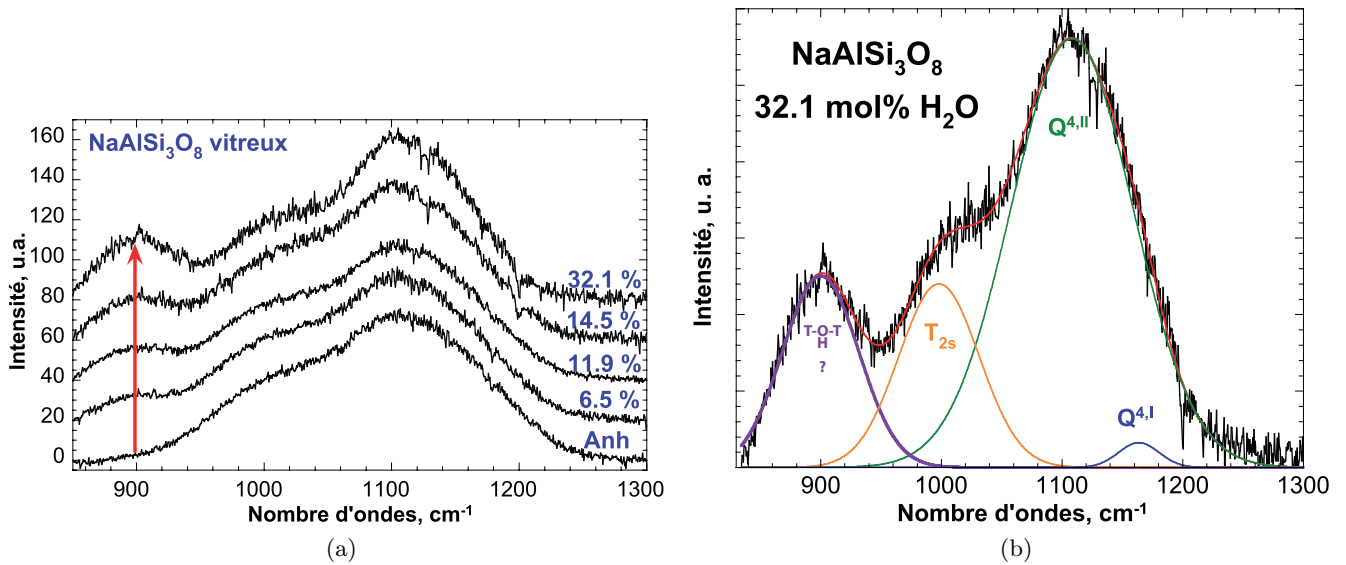 NaAlSi₃O₈ vitreux
160
140
120
100
80
60
40
20
0
Intensité, u.a.
32.1 %
14.5 %
11.9 %
6.5 %
Anh
900
1000
1100
1200
1300
Nombre d'ondes, cm⁻¹
(a)
NaAlSi₃O₈
32.1 mol% H₂O
Intensité, u. a.
Q⁴,ᴵᴵ
T-O-T
H
?
T₂ₛ
Q⁴,ᴵ
900
1000
1100
1200
1300
Nombre d'ondes, cm⁻¹
(b)